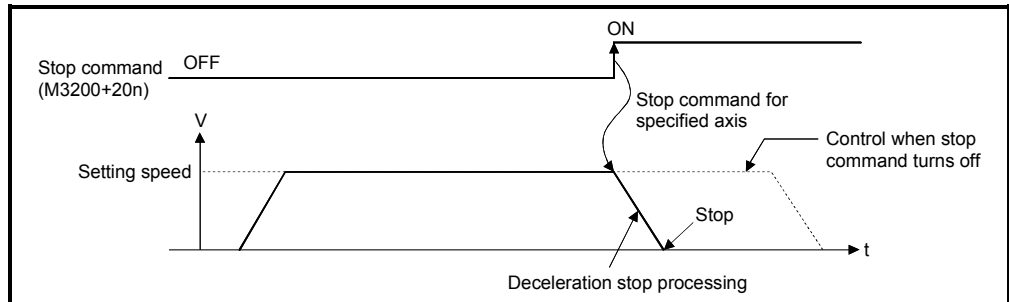 ON
OFF
Stop command
(M3200+20n)
Stop command for
specified axis
V
Control when stop
command turns off
Setting speed
Stop
t
Deceleration stop processing